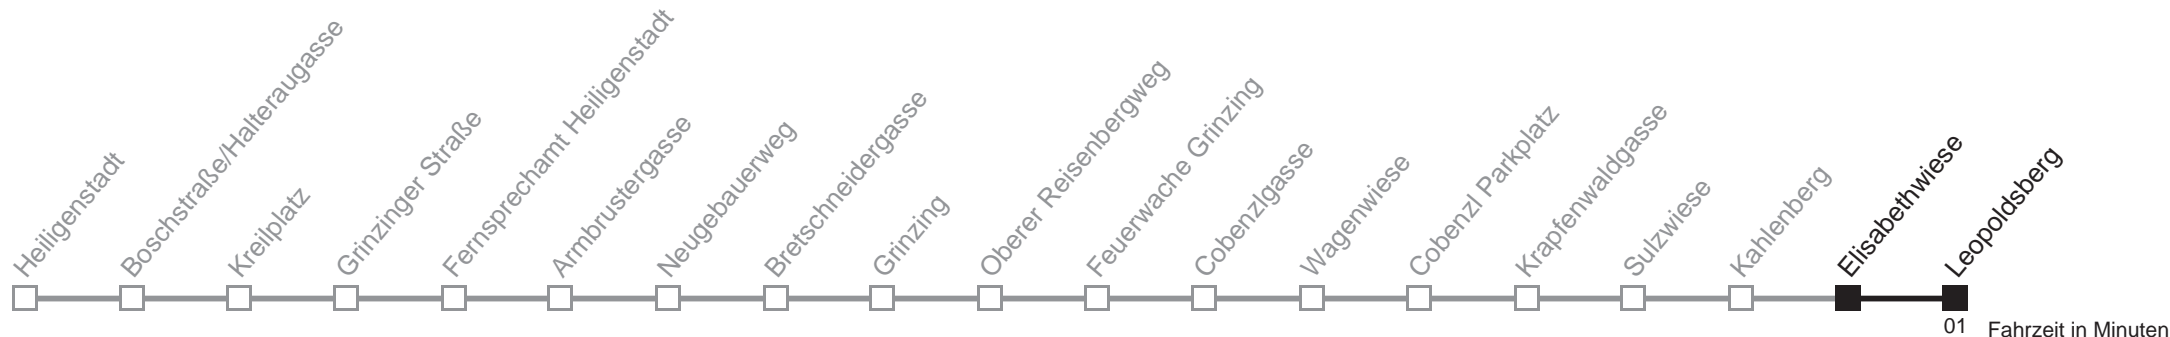 Heiligenstadt
Boschstraße/Halteraugasse
Kreilplatz
Grinzinger Straße
Fernsprechamt Heiligenstadt
Armbrustergasse
Neugebauerweg
Bretschneidergasse
Grinzing
Oberer Reisenbergweg
Feuerwache Grinzing
Cobenzlgasse
Wagenwiese
Cobenzl Parkplatz
Krapfenwaldgasse
Sulzwiese
Kahlenberg
Elisabethwiese
Leopoldsberg
01 Fahrzeit in Minuten